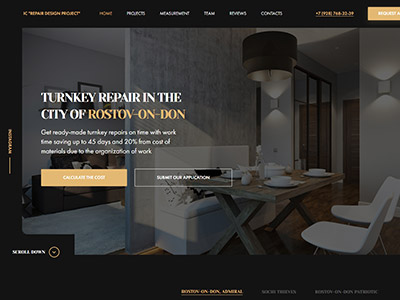 IC "REPAIR DESIGN PROJECT"
HOME
PROJECTS
MEASUREMENT
TEAM
REVIEWS
CONTACTS
+7 (928) 768-32-39
REQUEST A
TURNKEY REPAIR IN THE
CITY OF ROSTOV-ON-DON
Get ready-made turnkey repairs on time with work
time saving up to 45 days and 20% from cost of
materials due to the organization of work
CALCULATE THE COST
SUBMIT OUR APPLICATION
INSTAGRAM
SCROLL DOWN
ROSTOV-ON-DON, ADMIRAL
SOCHI THIEVES
ROSTOV-ON-DON PATRIOTIC